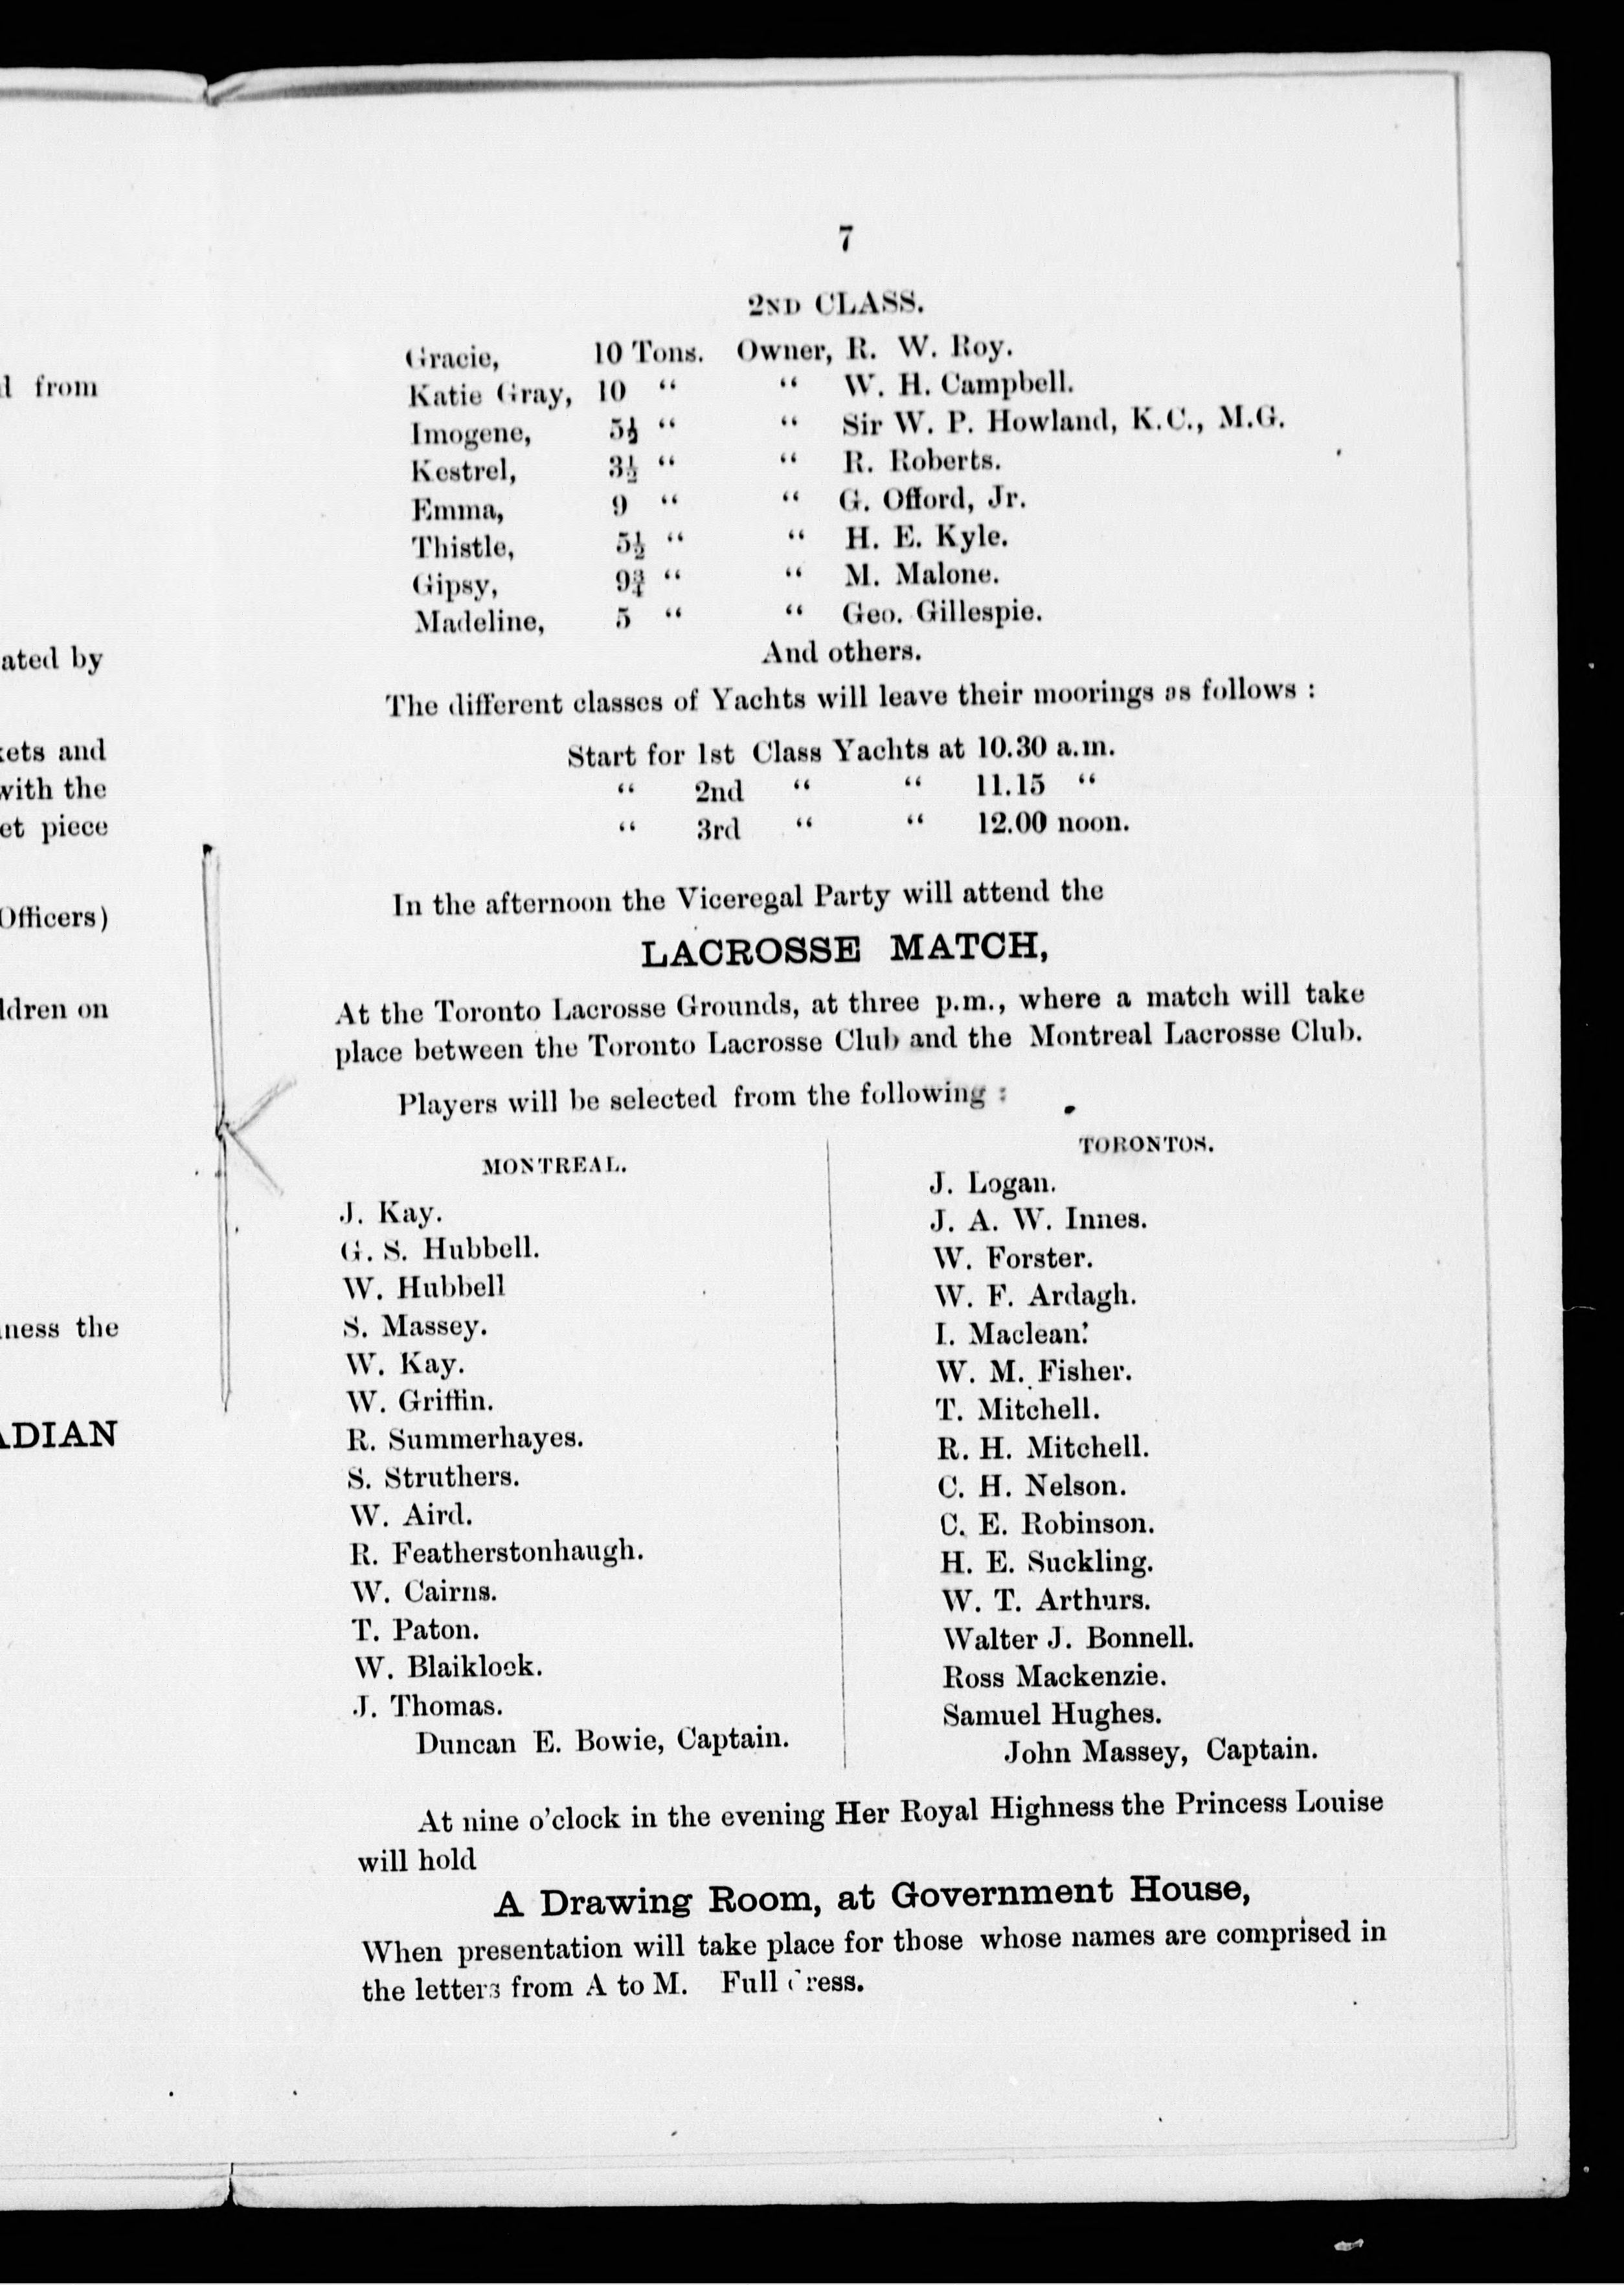 d from
ated by
kets and
with the
et piece
Officers)
ldren on
ness the
ADIAN
7
2ND CLASS.
Gracie, 10 Tons. Owner, R. W. Roy.
Katie Gray, 10 “ “ W. H. Campbell.
Imogene, 5½ “ “ Sir W. P. Howland, K.C., M.G.
Kestrel, 3½ “ “ R. Roberts.
Emma, 9 “ “ G. Offord, Jr.
Thistle, 5½ “ “ H. E. Kyle.
Gipsy, 9¾ “ “ M. Malone.
Madeline, 5 “ “ Geo. Gillespie.
And others.
The different classes of Yachts will leave their moorings as follows :
Start for 1st Class Yachts at 10.30 a.m.
“ 2nd “ “ 11.15 “
“ 3rd “ “ 12.00 noon.
In the afternoon the Viceregal Party will attend the
LACROSSE MATCH,
At the Toronto Lacrosse Grounds, at three p.m., where a match will take
place between the Toronto Lacrosse Club and the Montreal Lacrosse Club.
Players will be selected from the following :
MONTREAL.
J. Kay.
G. S. Hubbell.
W. Hubbell
S. Massey.
W. Kay.
W. Griffin.
R. Summerhayes.
S. Struthers.
W. Aird.
R. Featherstonhaugh.
W. Cairns.
T. Paton.
W. Blaiklock.
J. Thomas.
Duncan E. Bowie, Captain.
TORONTOS.
J. Logan.
J. A. W. Innes.
W. Forster.
W. F. Ardagh.
I. Maclean.
W. M. Fisher.
T. Mitchell.
R. H. Mitchell.
C. H. Nelson.
C. E. Robinson.
H. E. Suckling.
W. T. Arthurs.
Walter J. Bonnell.
Ross Mackenzie.
Samuel Hughes.
John Massey, Captain.
At nine o’clock in the evening Her Royal Highness the Princess Louise
will hold
A Drawing Room, at Government House,
When presentation will take place for those whose names are comprised in
the letters from A to M. Full dress.